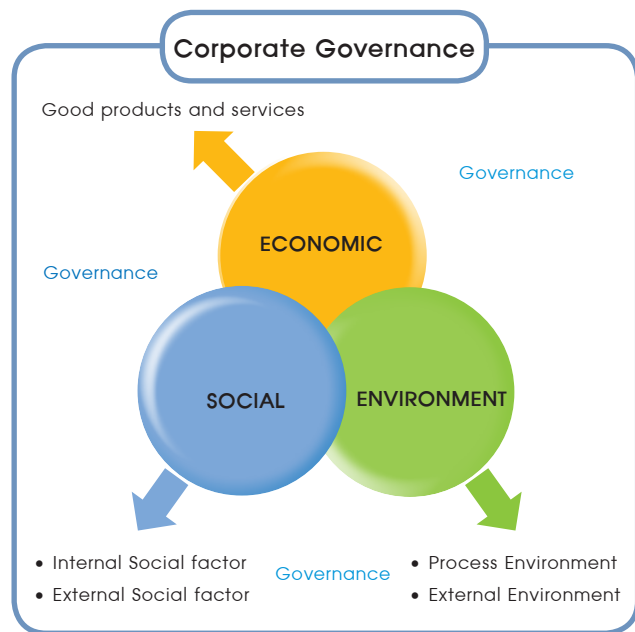 Corporate Governance
Good products and services
Governance
ECONOMIC
Governance
SOCIAL
ENVIRONMENT
• Internal Social factor
• External Social factor
Governance
• Process Environment
• External Environment